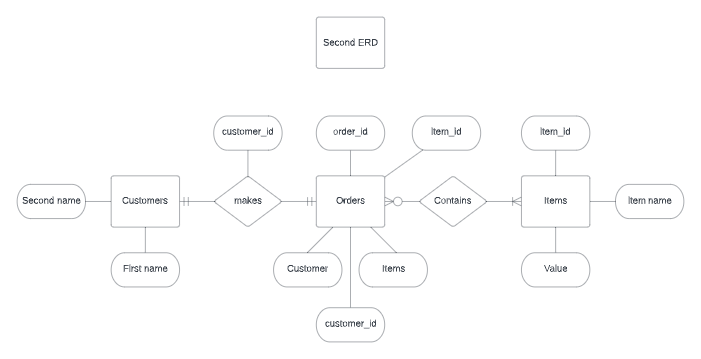 Second ERD
customer_id
order_id
Item_id
Item_id
Second name
Customers
makes
Orders
Contains
Items
Item name
First name
Customer
Items
Value
customer_id